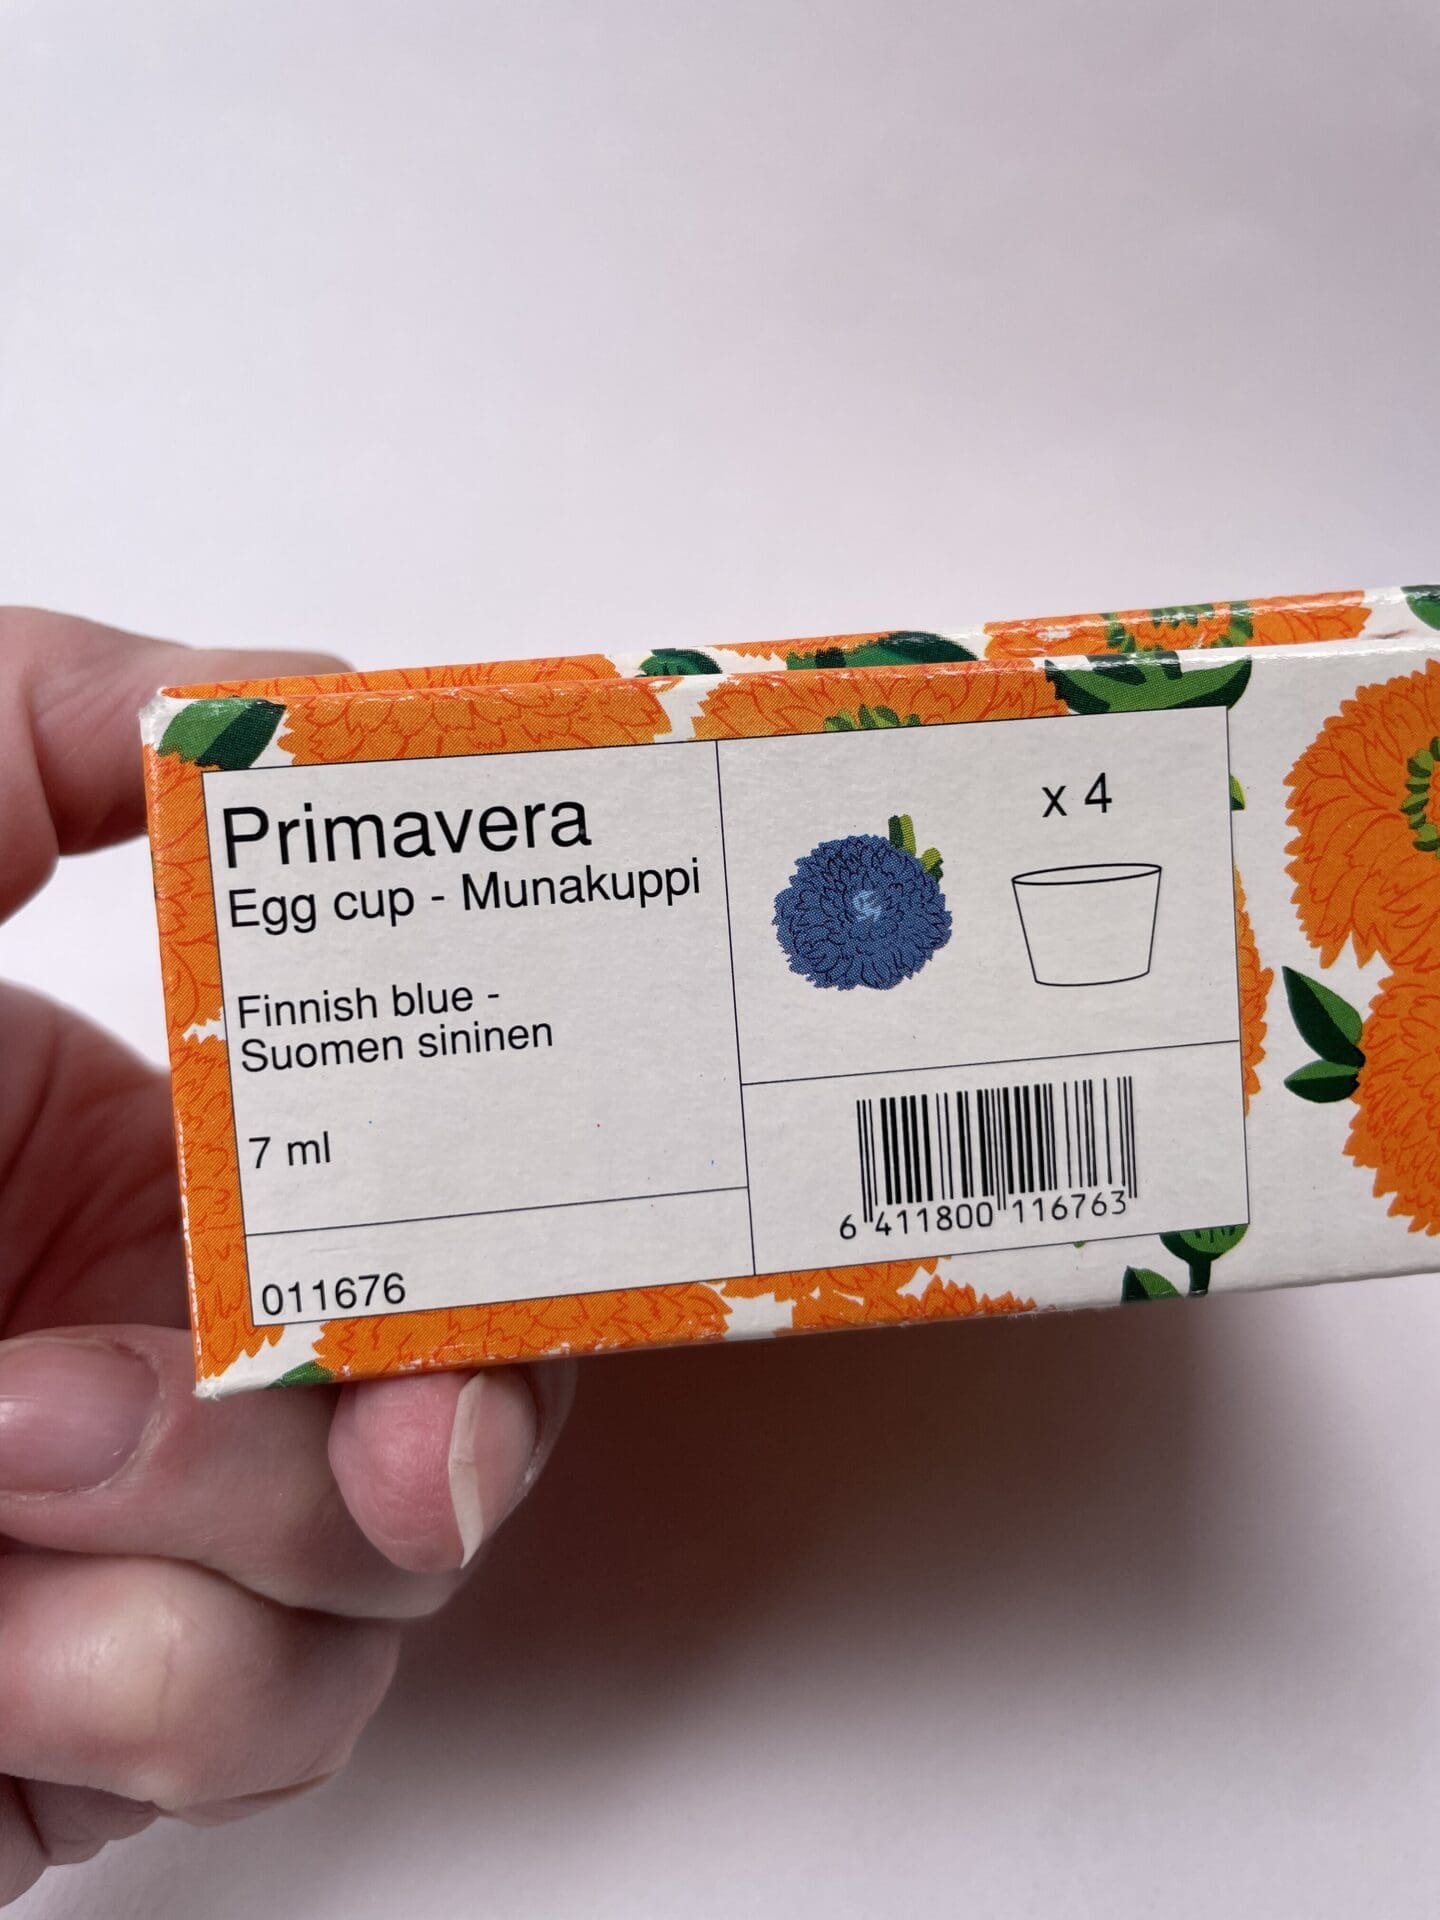 Primavera
Egg cup - Munakuppi
Finnish blue -
Suomen sininen
7 ml
011676
x 4
6 411800 116763